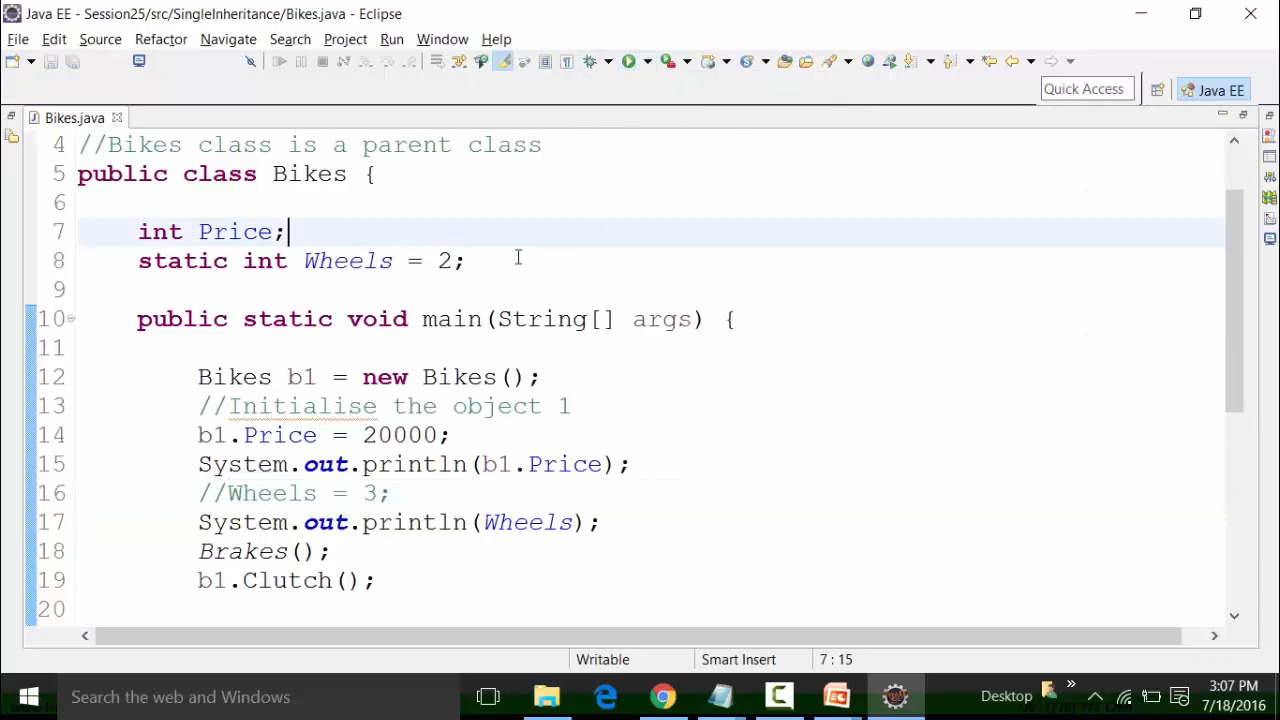 Java EE - Session25/src/SingleInheritance/Bikes.java - Eclipse
File Edit Source Refactor Navigate Search Project Run Window Help
Quick Access
Java EE
Bikes.java
4 //Bikes class is a parent class
5 public class Bikes {
6
7 int Price;
8 static int Wheels = 2;
9
10 public static void main(String[] args) {
11
12 Bikes b1 = new Bikes();
13 //Initialise the object 1
14 b1.Price = 20000;
15 System.out.println(b1.Price);
16 //Wheels = 3;
17 System.out.println(Wheels);
18 Brakes();
19 b1.Clutch();
20
Writable Smart Insert 7 : 15
Search the web and Windows
Desktop
3:07 PM
7/18/2016